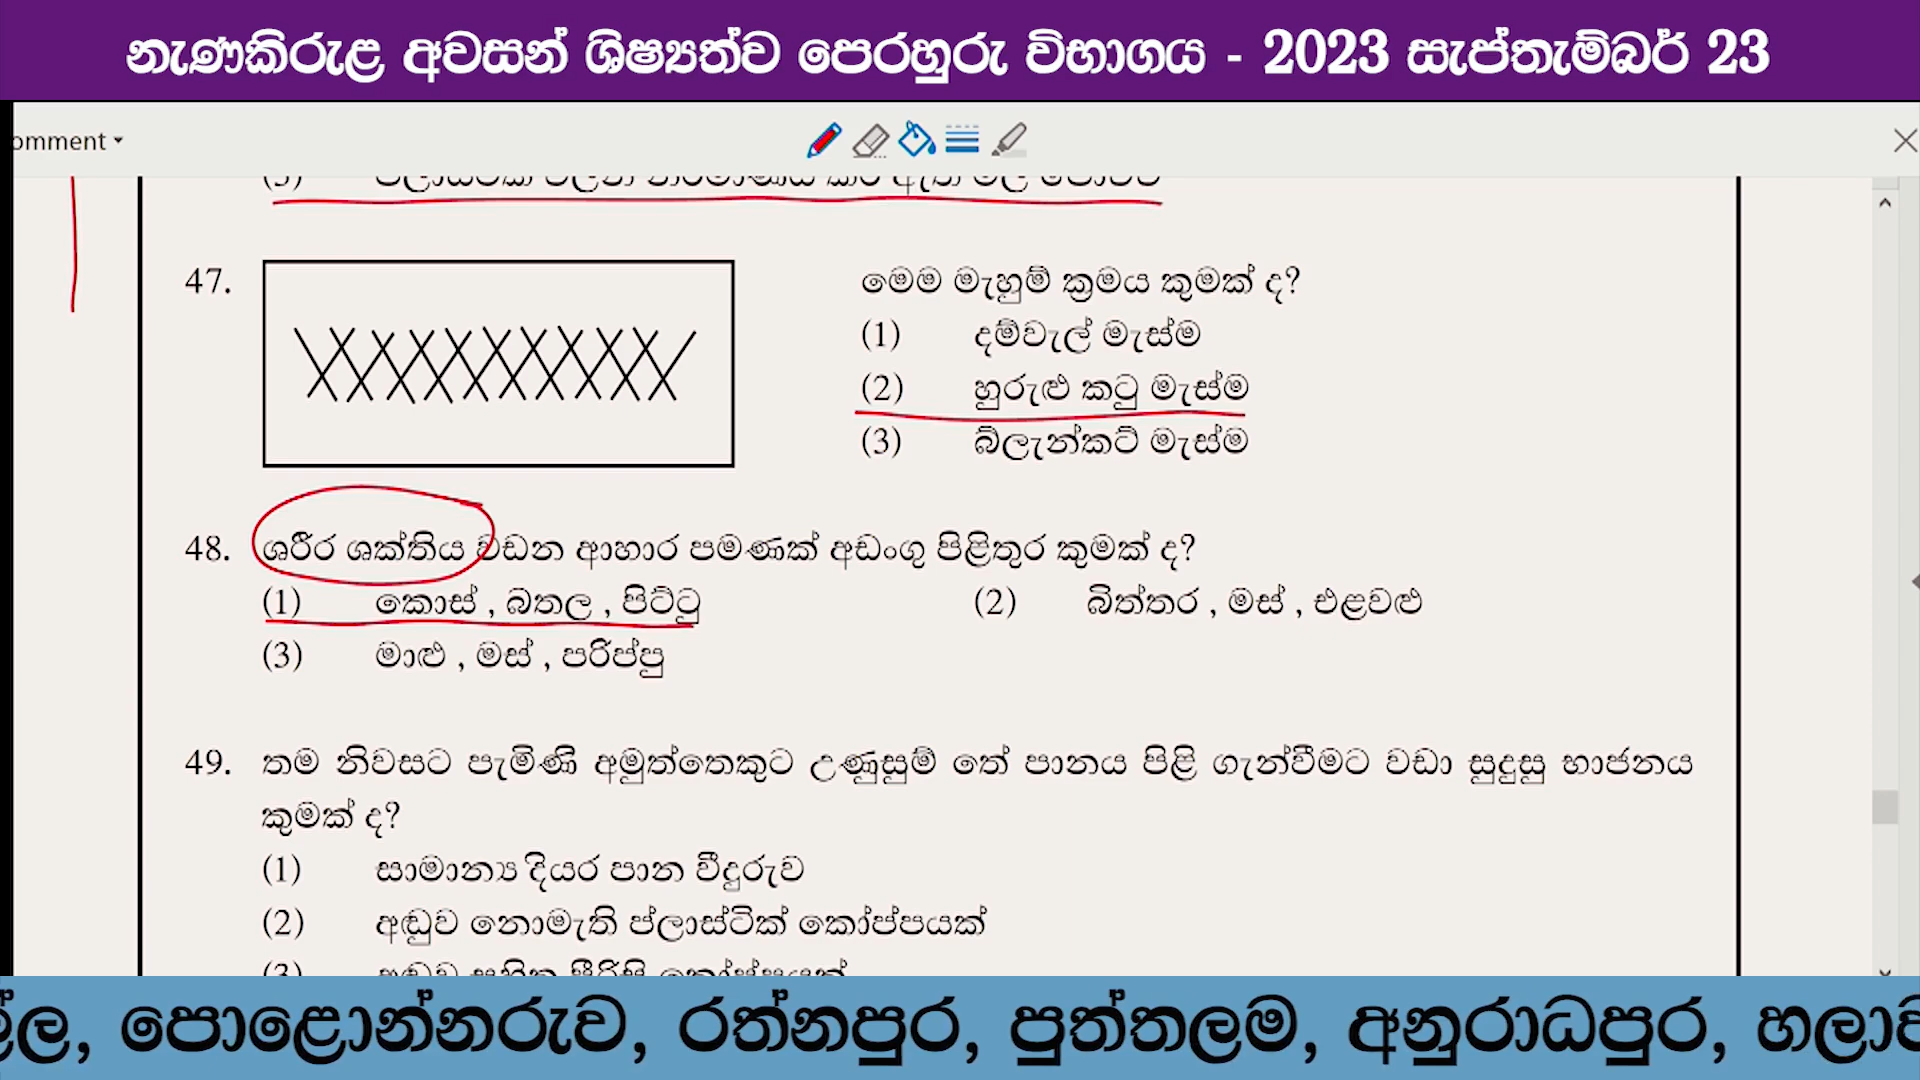 නැණකිරුළ අවසන් ශිෂ්‍යත්ව පෙරහුරු විභාගය - 2023 සැප්තැම්බර් 23
omment
47.
මෙම මැහුම් ක්‍රමය කුමක් ද?
(1) දම්වැල් මැස්ම
(2) හුරුළු කටු මැස්ම
(3) බ්ලැන්කට් මැස්ම
48. ශරීර ශක්තිය වඩන ආහාර පමණක් අඩංගු පිළිතුර කුමක් ද?
(1) කොස් , බතල , පිට්ටු (2) බිත්තර , මස් , එළවළු
(3) මාළු , මස් , පරිප්පු
49. තම නිවසට පැමිණි අමුත්තෙකුට උණුසුම් තේ පානය පිළි ගැන්වීමට වඩා සුදුසු භාජනය
කුමක් ද?
(1) සාමාන්‍ය දියර පාන වීදුරුව
(2) අඬුව නොමැති ප්ලාස්ටික් කෝප්පයක්
ල්ල, පොළොන්නරුව, රත්නපුර, පුත්තලම, අනුරාධපුර, හලාව